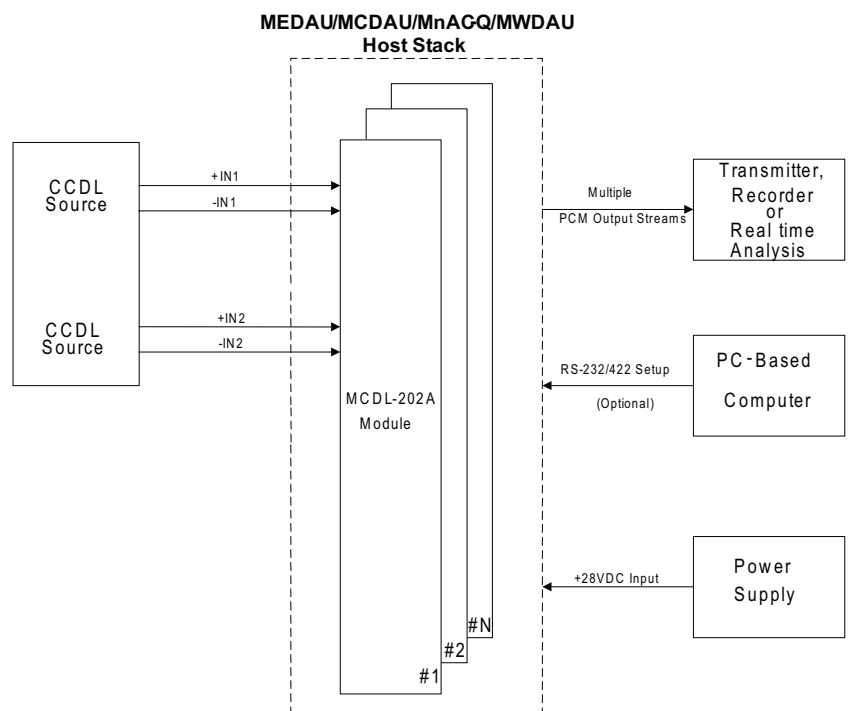 MEDAU/MCDAU/MnACQ/MWDAU
Host Stack
CCDL
Source
+IN1
-IN1
CCDL
Source
+IN2
-IN2
MCDL-202A
Module
#1
#2
#N
Multiple
PCM Output Streams
Transmitter,
Recorder
or
Real time
Analysis
RS-232/422 Setup
(Optional)
PC-Based
Computer
+28VDC Input
Power
Supply